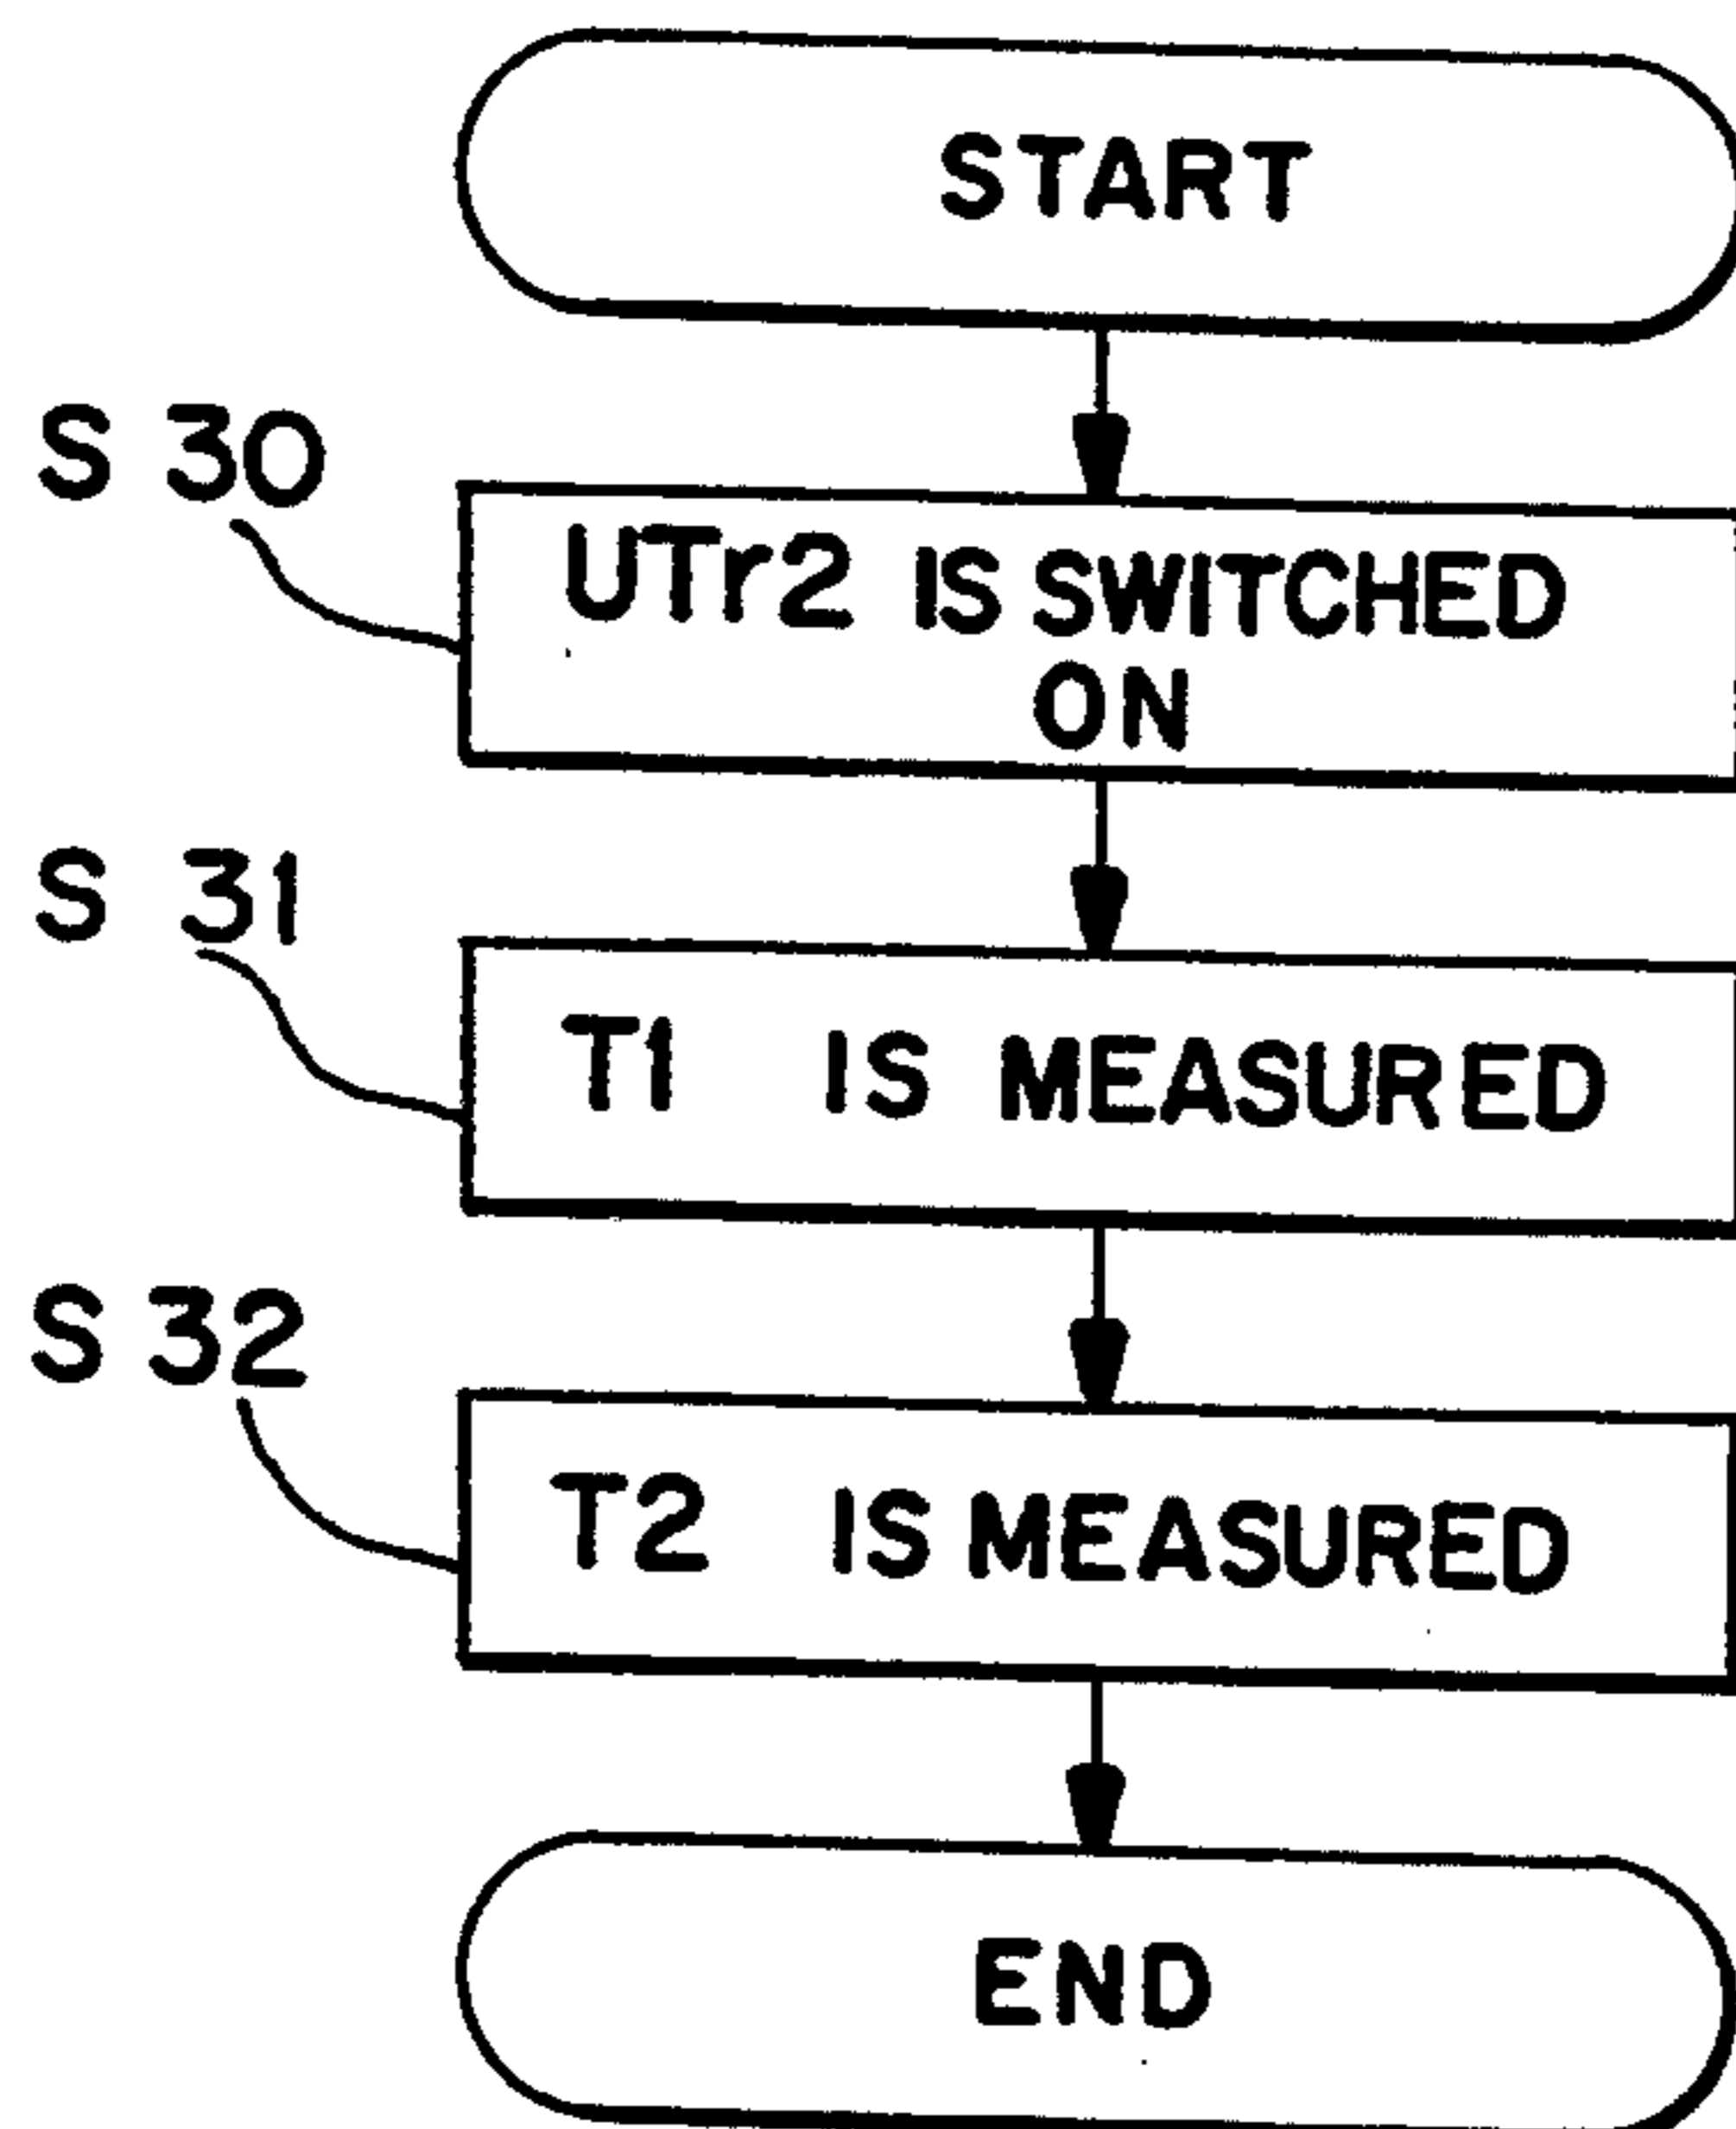 START
S 30
UTr2 IS SWITCHED
ON
S 31
T1 IS MEASURED
S 32
T2 IS MEASURED
END